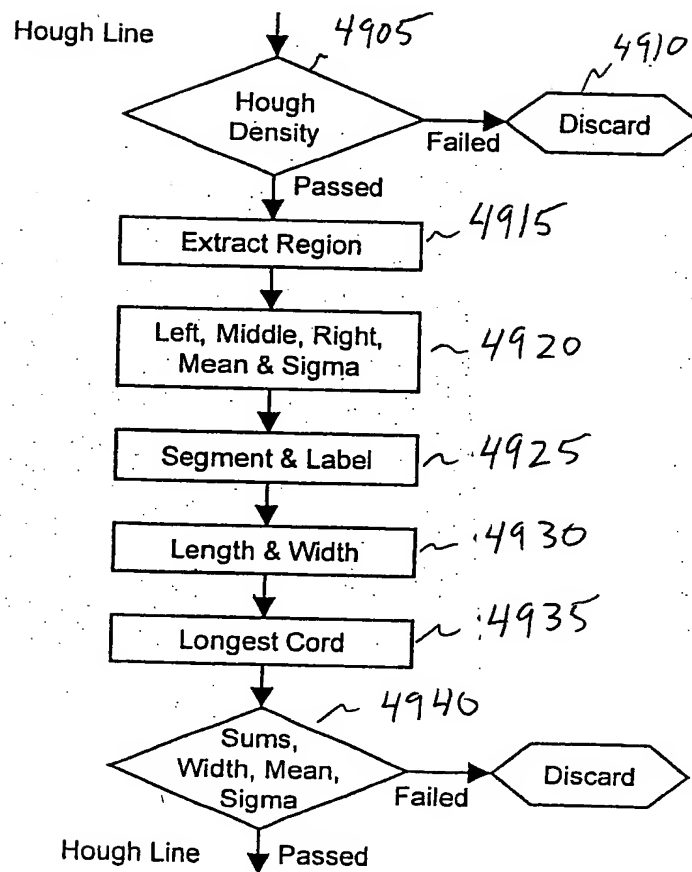 Hough Line
4905
4910
Hough
Density
Failed
Discard
Passed
Extract Region
4915
Left, Middle, Right,
Mean & Sigma
4920
Segment & Label
4925
Length & Width
4930
Longest Cord
4935
4940
Sums,
Width, Mean,
Sigma
Failed
Discard
Hough Line
Passed